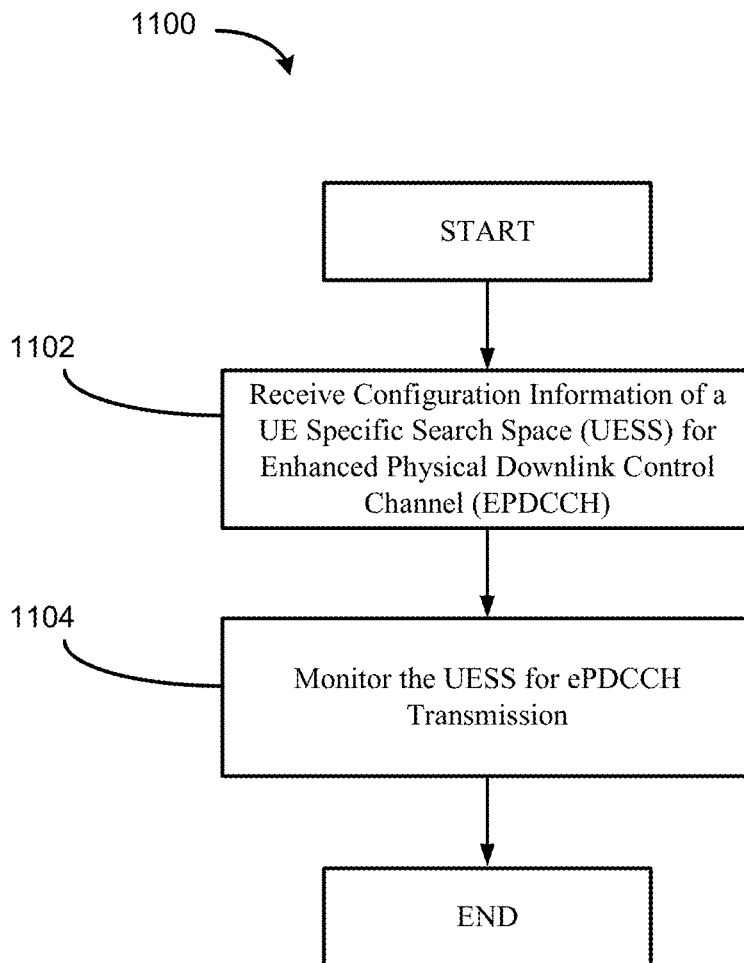 1100
START
1102
Receive Configuration Information of a
UE Specific Search Space (UESS) for
Enhanced Physical Downlink Control
Channel (EPDCCH)
1104
Monitor the UESS for ePDCCH
Transmission
END